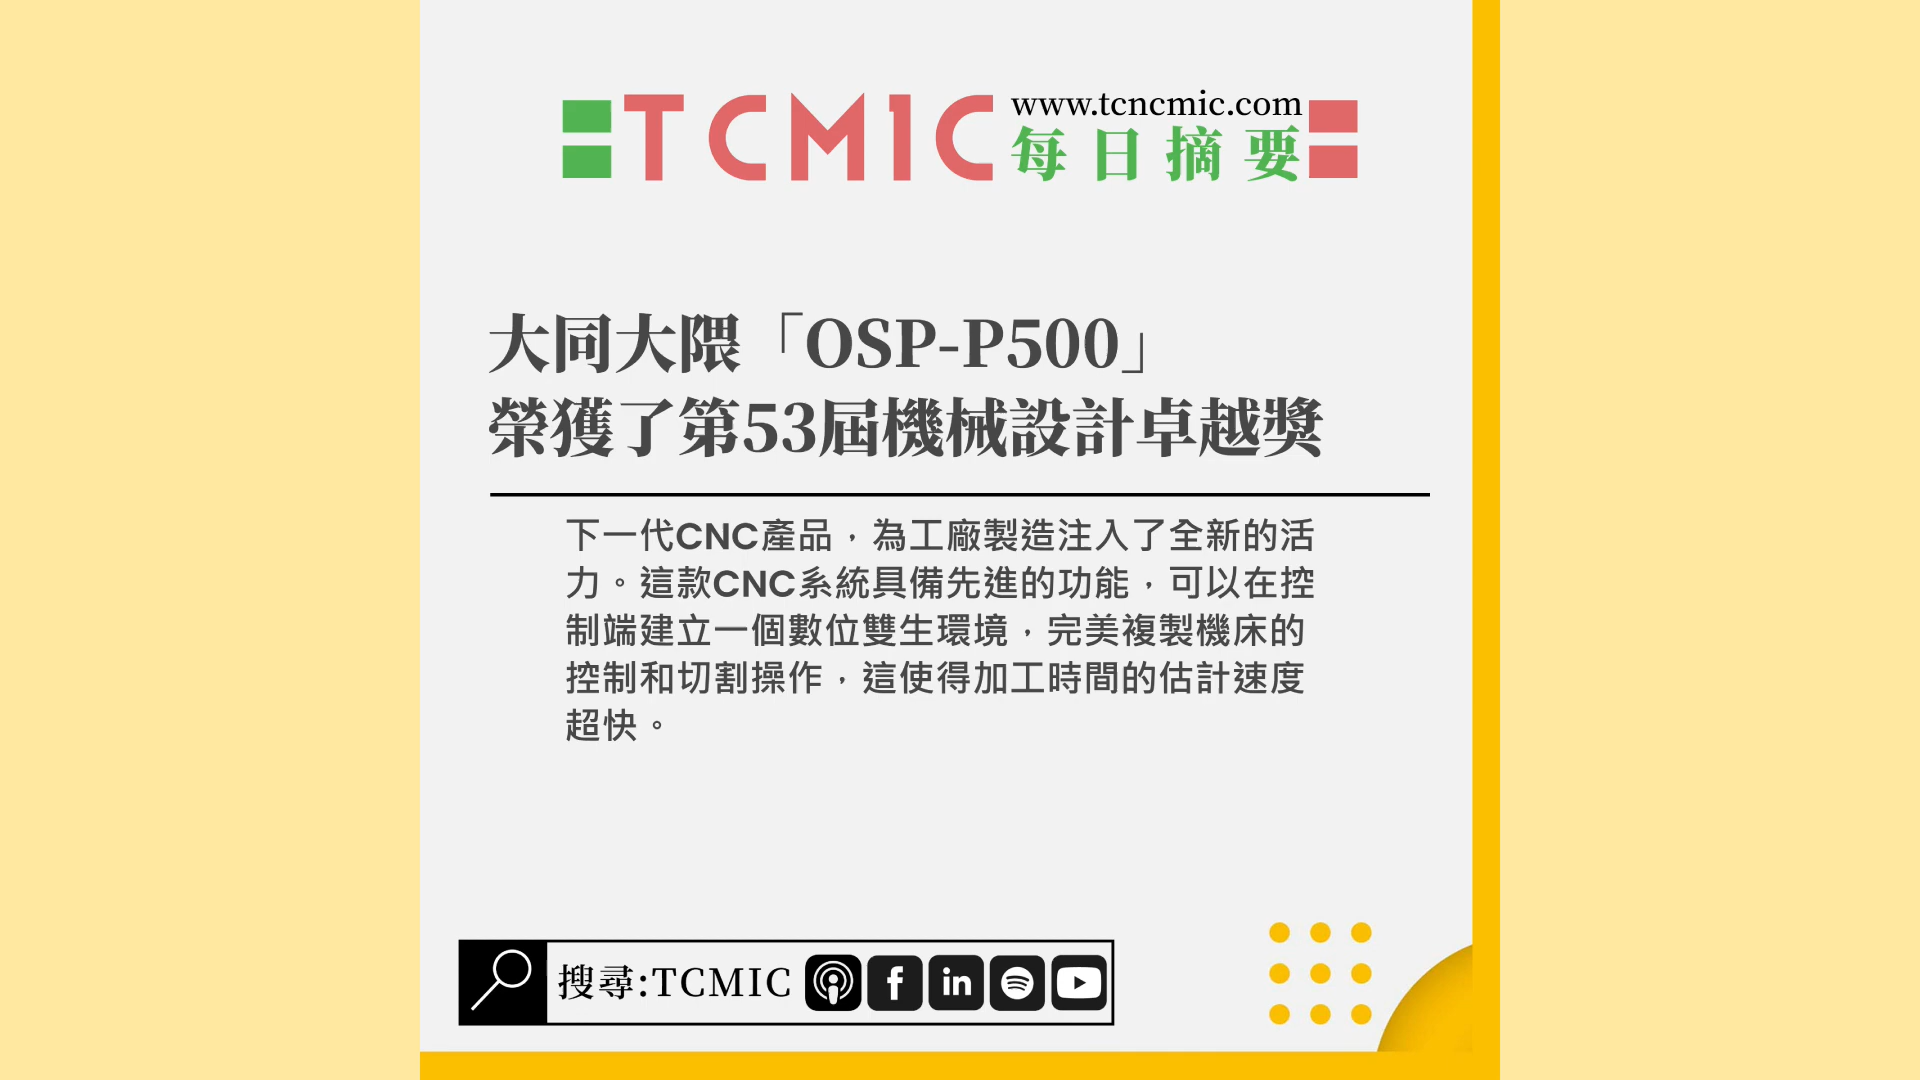 TCMIC
www.tcncmic.com
每日摘要
大同大隈「OSP-P500」
榮獲了第53屆機械設計卓越獎
下一代CNC產品，為工廠製造注入了全新的活
力。這款CNC系統具備先進的功能，可以在控
制端建立一個數位雙生環境，完美複製機床的
控制和切割操作，這使得加工時間的估計速度
超快。
搜尋:TCMIC